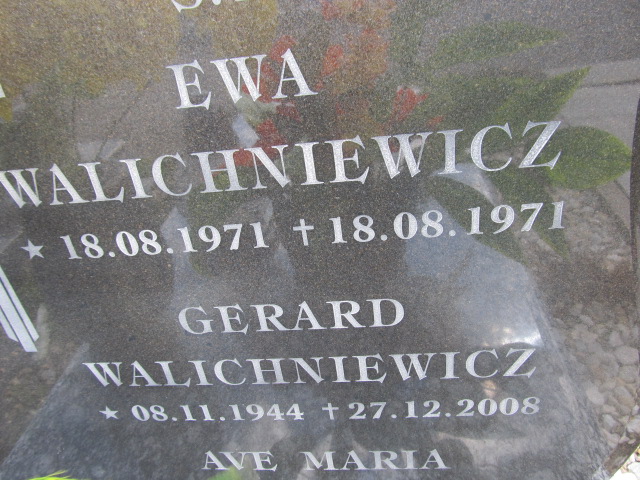 EWA
WALICHNIEWICZ
★ 18.08.1971 † 18.08.1971
GERARD
WALICHNIEWICZ
★ 08.11.1944 † 27.12.2008
AVE MARIA